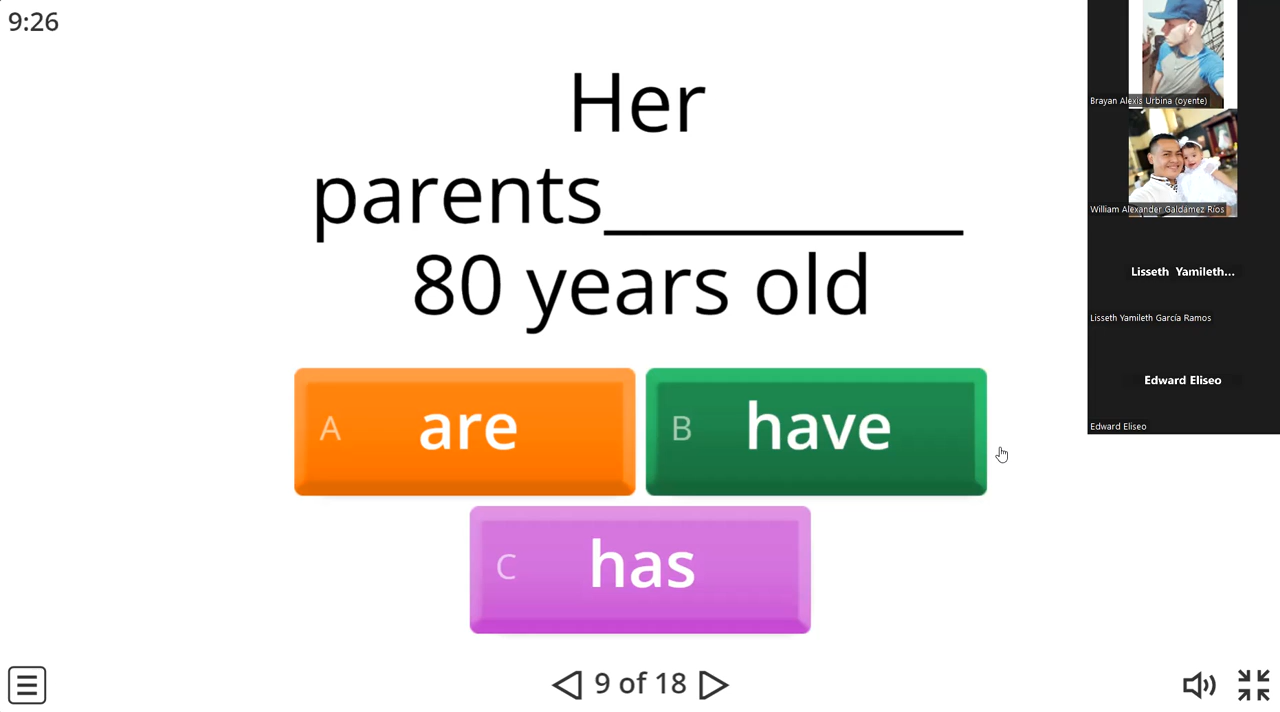 9:26
Her
parents__________
80 years old
A are
B have
C has
9 of 18
Brayan Alexis Urbina (oyente)
William Alexander Galdamez Rios
Lisseth Yamileth...
Lisseth Yamileth García Ramos
Edward Eliseo
Edward Eliseo